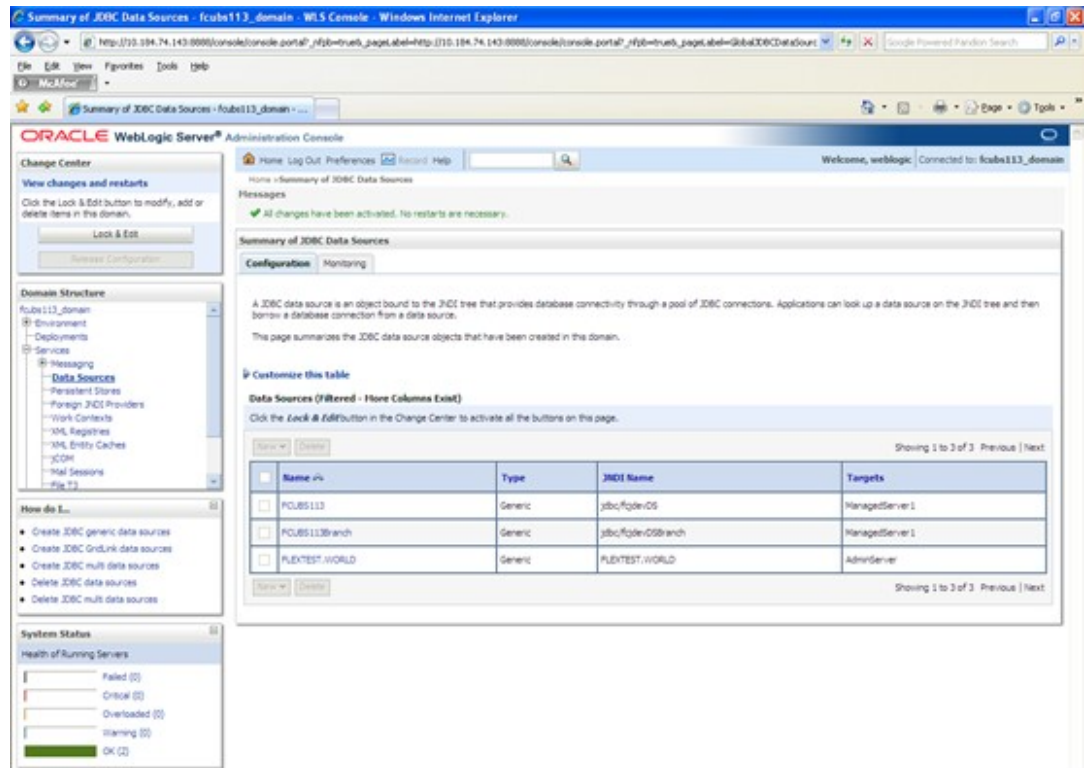 Summary of JDBC Data Sources - fcubs113_domain - WLS Console - Windows Internet Explorer
File Edit View Favorites Tools Help
McAfee
Summary of JDBC Data Sources - fcubs113_domain - ...
Page Tools
ORACLE WebLogic Server® Administration Console
Change Center
View changes and restarts
Click the Lock & Edit button to modify, add or
delete items in this domain.
Lock & Edit
Release Configuration
Domain Structure
fcubs113_domain
Environment
Deployments
Services
Messaging
Data Sources
Persistent Stores
Foreign JNDI Providers
Work Contexts
XML Registries
XML Entity Caches
jCOM
Mail Sessions
File T3
How do I...
Create JDBC generic data sources
Create JDBC GridLink data sources
Create JDBC multi data sources
Delete JDBC data sources
Delete JDBC multi data sources
System Status
Health of Running Servers
Failed (0)
Critical (0)
Overloaded (0)
Warning (0)
OK (2)
Home Log Out Preferences Record Help
Welcome, weblogic Connected to: fcubs113_domain
Home >Summary of JDBC Data Sources
Messages
All changes have been activated. No restarts are necessary.
Summary of JDBC Data Sources
Configuration Monitoring
A JDBC data source is an object bound to the JNDI tree that provides database connectivity through a pool of JDBC connections. Applications can look up a data source on the JNDI tree and then
borrow a database connection from a data source.
This page summarizes the JDBC data source objects that have been created in this domain.
Customize this table
Data Sources (Filtered - More Columns Exist)
Click the Lock & Edit button in the Change Center to activate all the buttons on this page.
New Delete Showing 1 to 3 of 3 Previous | Next
Name Type JNDI Name Targets
FCUBS113 Generic jdbc/fcjdevDS ManagedServer1
FCUBS113Branch Generic jdbc/fcjdevDSBranch ManagedServer1
FLEXTEST.WORLD Generic FLEXTEST.WORLD AdminServer
New Delete Showing 1 to 3 of 3 Previous | Next